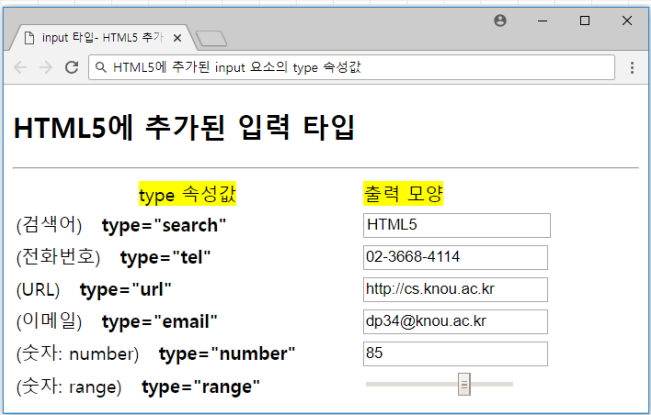 input 타입- HTML5 추가
HTML5에 추가된 input 요소의 type 속성값
HTML5에 추가된 입력 타입
type 속성값 출력 모양
(검색어) type="search" HTML5
(전화번호) type="tel" 02-3668-4114
(URL) type="url" http://cs.knou.ac.kr
(이메일) type="email" dp34@knou.ac.kr
(숫자: number) type="number" 85
(숫자: range) type="range"